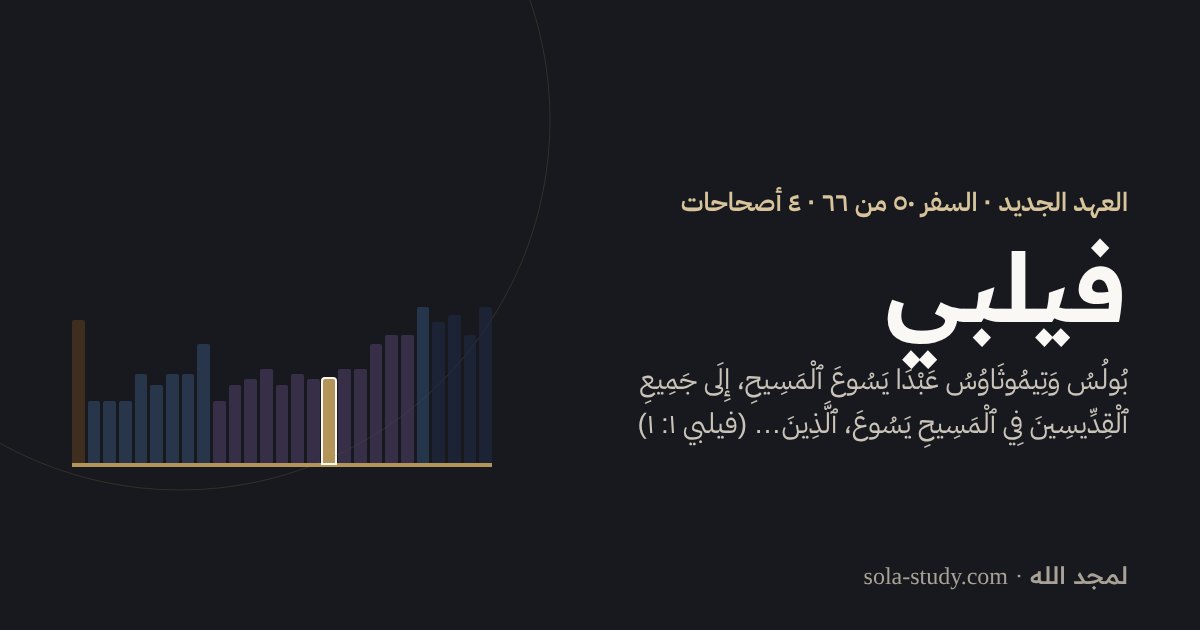 العهد الجديد · السفر ٥٠ من ٦٦ · ٤ أصحاحات
فيلبي
بُولُسُ وَتِيمُوثَاوُسُ عَبْدَا يَسُوعَ ٱلْمَسِيحِ، إِلَى جَمِيعِ
ٱلْقِدِّيسِينَ فِي ٱلْمَسِيحِ يَسُوعَ، ٱلَّذِينَ… (فيلبي ١: ١)
لمجد الله · sola-study.com